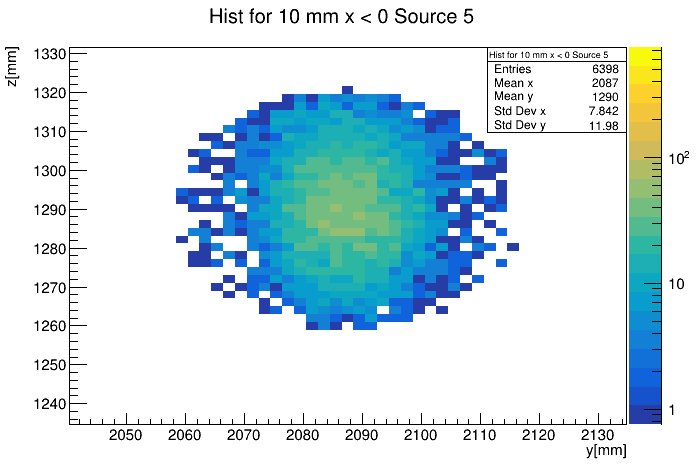 Hist for 10 mm x < 0 Source 5
z[mm]
Hist for 10 mm x < 0 Source 5
Entries 6398
Mean x 2087
Mean y 1290
Std Dev x 7.842
Std Dev y 11.98
1330
1320
1310
1300
1290
1280
1270
1260
1250
1240
10²
10
1
2050 2060 2070 2080 2090 2100 2110 2120 2130
y[mm]